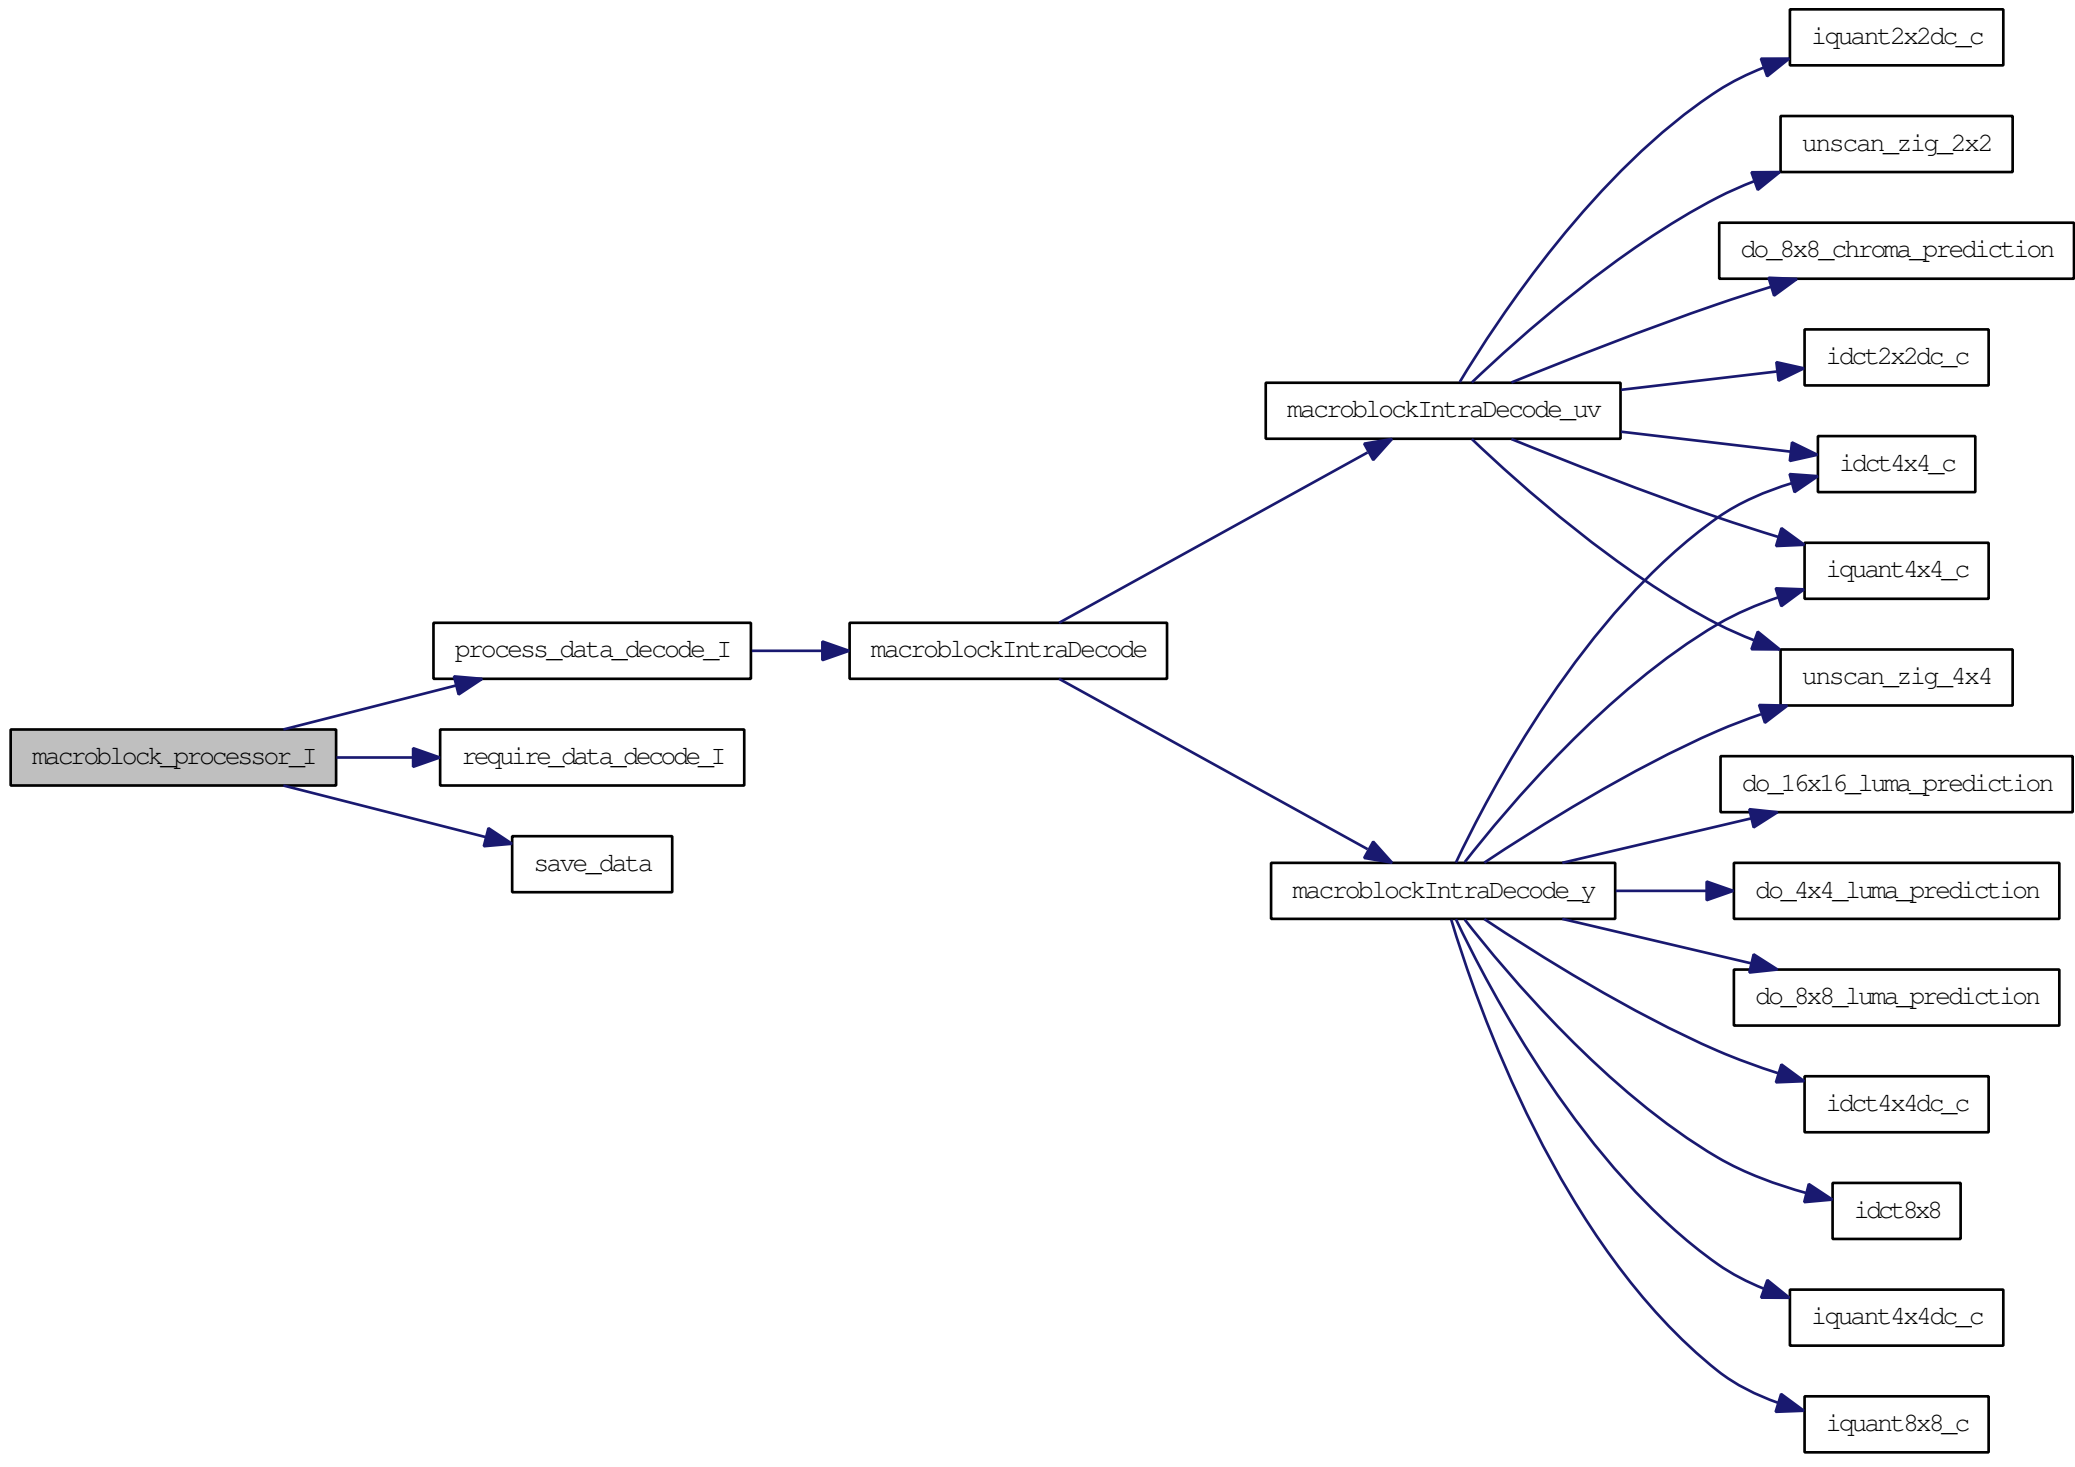 iquant2x2dc_c
unscan_zig_2x2
do_8x8_chroma_prediction
idct2x2dc_c
macroblockIntraDecode_uv
idct4x4_c
iquant4x4_c
process_data_decode_I
macroblockIntraDecode
unscan_zig_4x4
macroblock_processor_I
require_data_decode_I
do_16x16_luma_prediction
save_data
macroblockIntraDecode_y
do_4x4_luma_prediction
do_8x8_luma_prediction
idct4x4dc_c
idct8x8
iquant4x4dc_c
iquant8x8_c